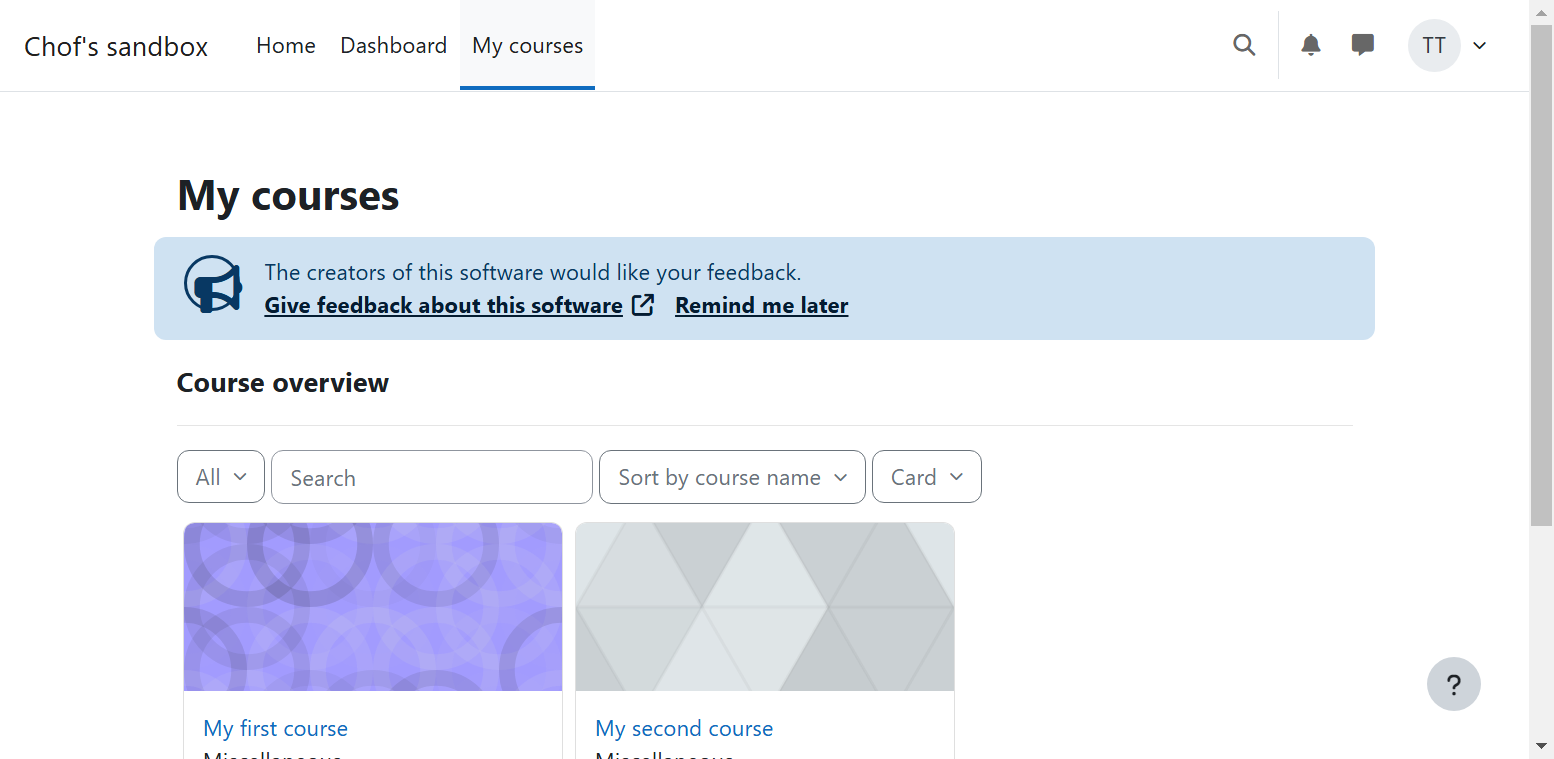 Chof's sandbox Home Dashboard My courses TT
My courses
The creators of this software would like your feedback.
Give feedback about this software Remind me later
Course overview
All Search Sort by course name Card
?
My first course My second course
Miscellaneous Miscellaneous